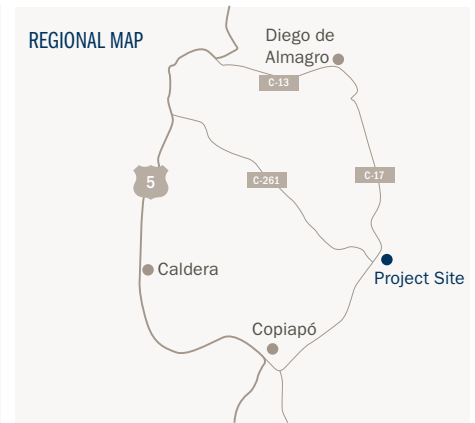 REGIONAL MAP
Diego de
Almagro
C-13
5
C-261
C-17
Caldera
Project Site
Copiapó